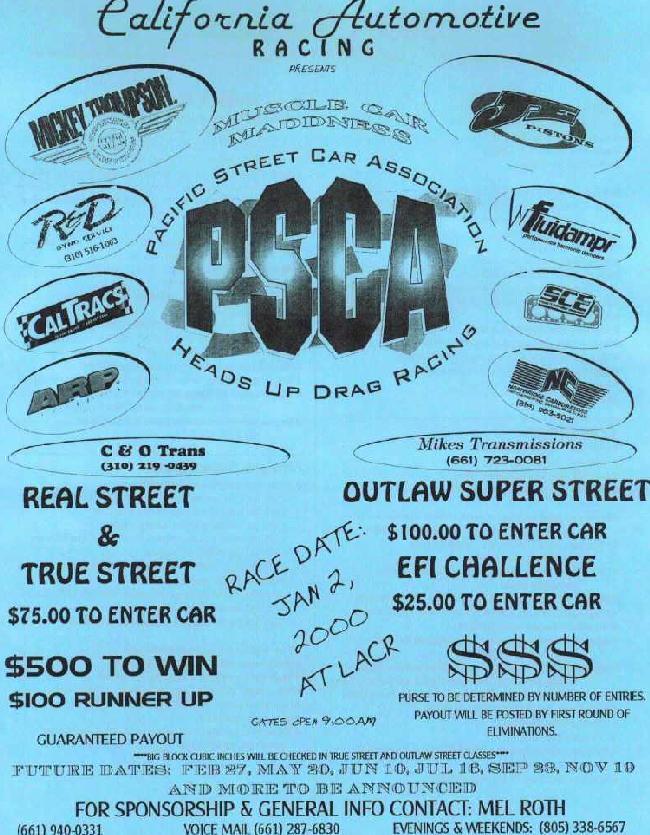 California Automotive
RACING
PRESENTS
MUSCLE CAR
MADDNESS
MICKEY THOMPSON
JE
PISTONS
PACIFIC STREET CAR ASSOCIATION
PSCA
HEADS UP DRAG RACING
R&D
DYNO SERVICE
(310) 516-1003
fluidampr
performance harmonic dampers
CALTRACS
SCE
ARP
NC
C & O Trans
(310) 219-0439
Mikes Transmissions
(661) 723-0081
REAL STREET
&
TRUE STREET
$75.00 TO ENTER CAR
$500 TO WIN
$100 RUNNER UP
GUARANTEED PAYOUT
RACE DATE:
JAN 2,
2000
AT LACR
GATES OPEN 9:00AM
OUTLAW SUPER STREET
$100.00 TO ENTER CAR
EFI CHALLENGE
$25.00 TO ENTER CAR
$$$
PURSE TO BE DETERMINED BY NUMBER OF ENTRIES.
PAYOUT WILL BE POSTED BY FIRST ROUND OF
ELIMINATIONS.
****BIG BLOCK CUBIC INCHES WILL BE CHECKED IN TRUE STREET AND OUTLAW STREET CLASSES****
FUTURE DATES: FEB 27, MAY 20, JUN 10, JUL 16, SEP 23, NOV 19
AND MORE TO BE ANNOUNCED
FOR SPONSORSHIP & GENERAL INFO CONTACT: MEL ROTH
(661) 940-0331 VOICE MAIL (661) 287-6830 EVENINGS & WEEKENDS: (805) 338-6567